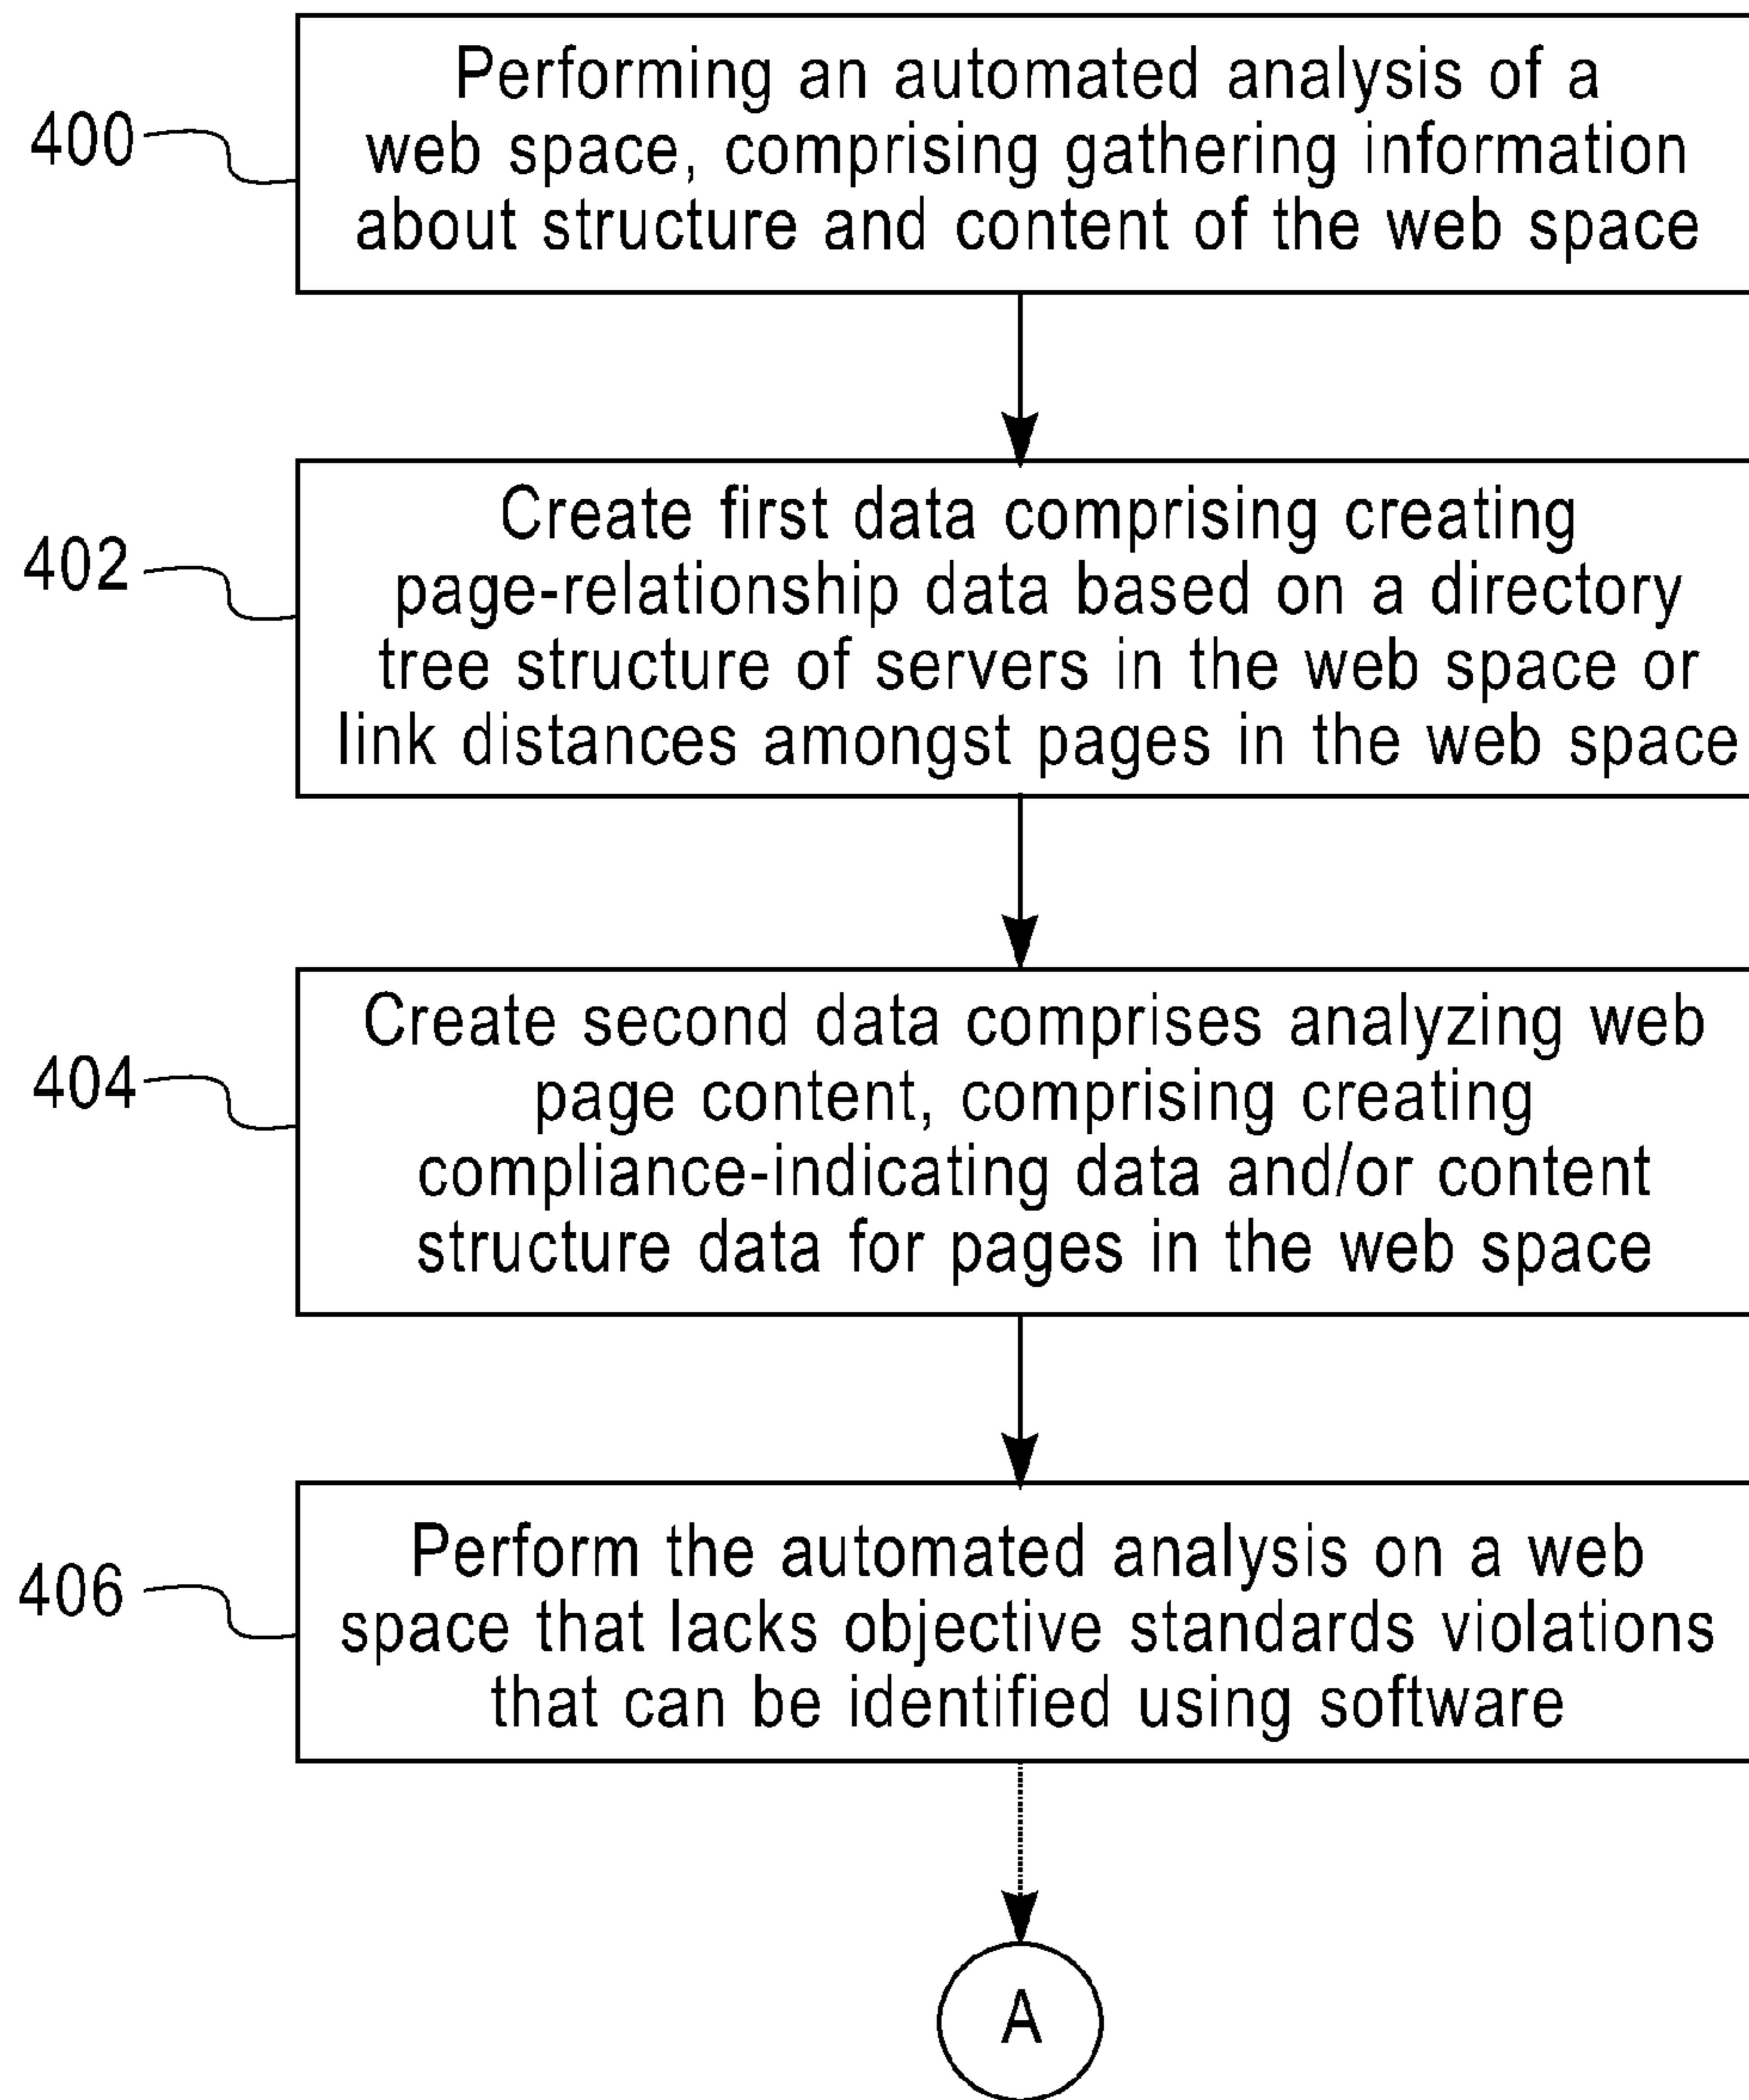 400
Performing an automated analysis of a
web space, comprising gathering information
about structure and content of the web space
402
Create first data comprising creating
page-relationship data based on a directory
tree structure of servers in the web space or
link distances amongst pages in the web space
404
Create second data comprises analyzing web
page content, comprising creating
compliance-indicating data and/or content
structure data for pages in the web space
406
Perform the automated analysis on a web
space that lacks objective standards violations
that can be identified using software
A